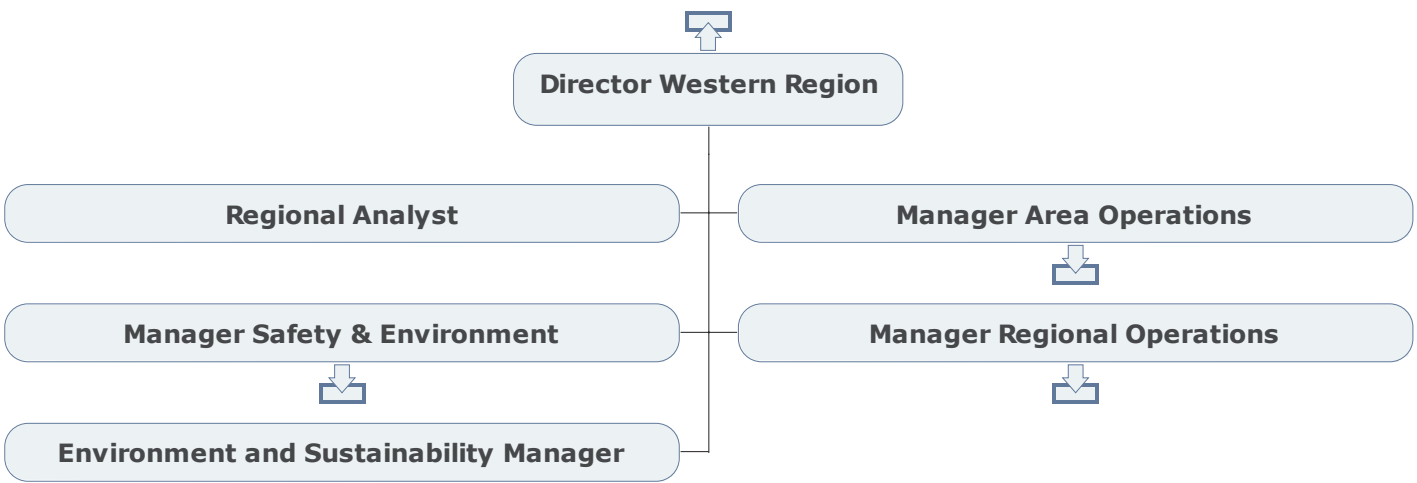 Director Western Region
Regional Analyst
Manager Area Operations
Manager Safety & Environment
Manager Regional Operations
Environment and Sustainability Manager